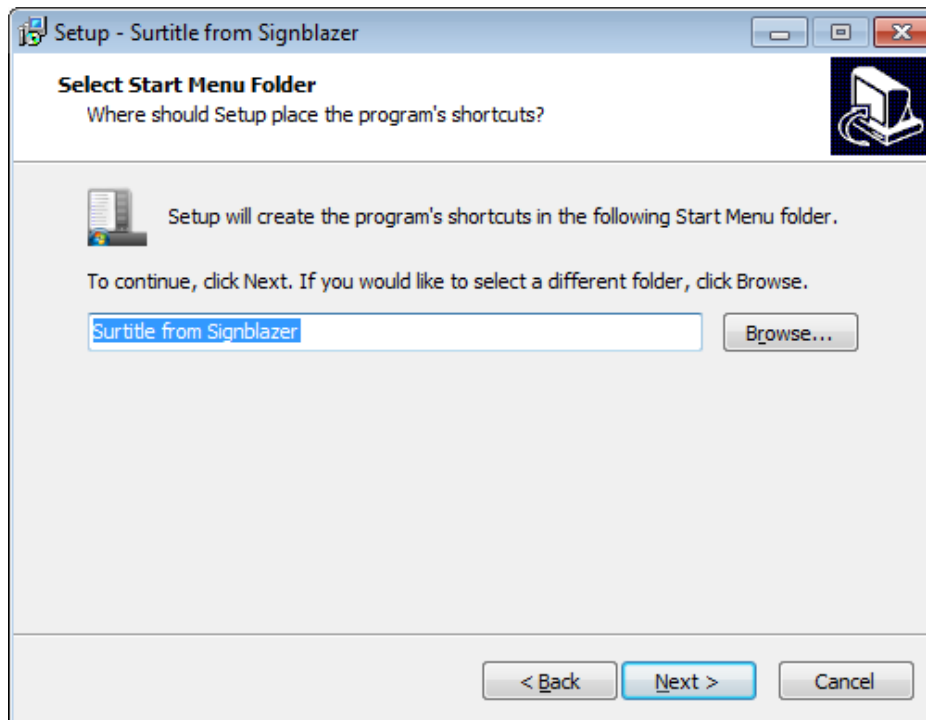 Setup - Surtitle from Signblazer
Select Start Menu Folder
Where should Setup place the program's shortcuts?
Setup will create the program's shortcuts in the following Start Menu folder.
To continue, click Next. If you would like to select a different folder, click Browse.
Surtitle from Signblazer
Browse...
< Back
Next >
Cancel